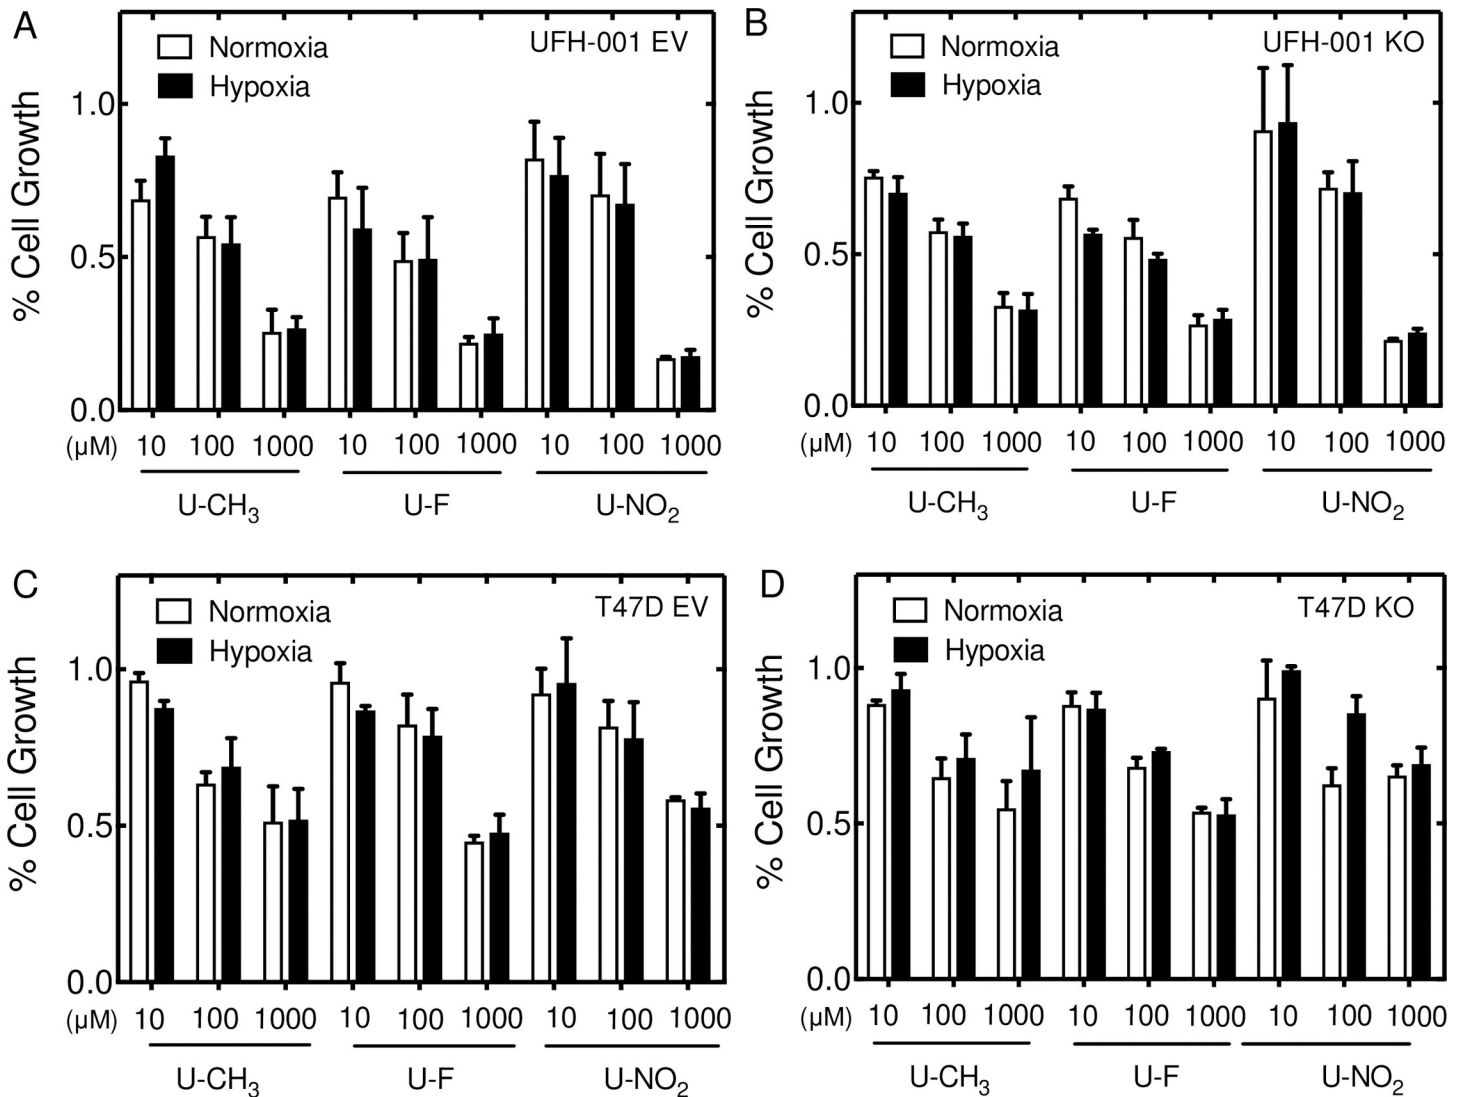 A
UFH-001 EV
Normoxia
Hypoxia
% Cell Growth
1.0
0.5
0.0
(µM) 10 100 1000 10 100 1000 10 100 1000
U-CH3 U-F U-NO2
B
UFH-001 KO
Normoxia
Hypoxia
% Cell Growth
1.0
0.5
0.0
(µM) 10 100 1000 10 100 1000 10 100 1000
U-CH3 U-F U-NO2
C
T47D EV
Normoxia
Hypoxia
% Cell Growth
1.0
0.5
0.0
(µM) 10 100 1000 10 100 1000 10 100 1000
U-CH3 U-F U-NO2
D
T47D KO
Normoxia
Hypoxia
% Cell Growth
1.0
0.5
0.0
(µM) 10 100 1000 10 100 1000 10 100 1000
U-CH3 U-F U-NO2